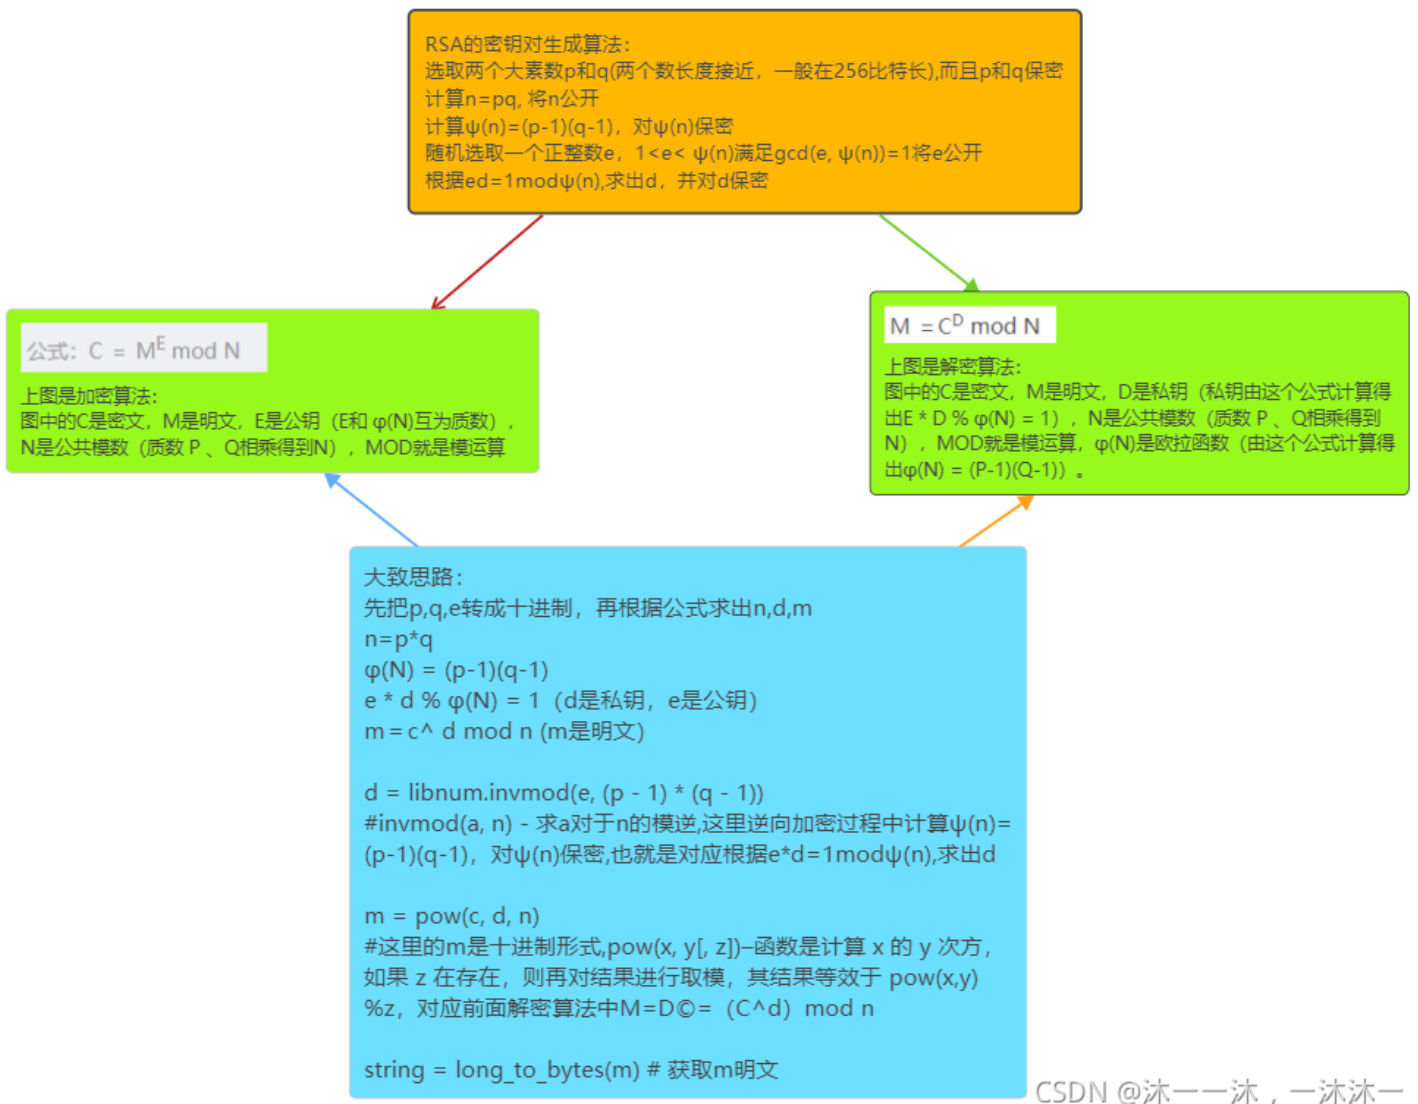 RSA的密钥对生成算法：
选取两个大素数p和q(两个数长度接近，一般在256比特长),而且p和q保密
计算n=pq, 将n公开
计算ψ(n)=(p-1)(q-1)，对ψ(n)保密
随机选取一个正整数e，1<e< ψ(n)满足gcd(e, ψ(n))=1将e公开
根据ed=1modψ(n),求出d，并对d保密
公式：C = M^E mod N
上图是加密算法：
图中的C是密文，M是明文，E是公钥（E和 φ(N)互为质数），
N是公共模数（质数 P 、Q相乘得到N），MOD就是模运算
M = C^D mod N
上图是解密算法：
图中的C是密文，M是明文，D是私钥（私钥由这个公式计算得
出E * D % φ(N) = 1），N是公共模数（质数 P 、Q相乘得到
N），MOD就是模运算，φ(N)是欧拉函数（由这个公式计算得
出φ(N) = (P-1)(Q-1)）。
大致思路：
先把p,q,e转成十进制，再根据公式求出n,d,m
n=p*q
φ(N) = (p-1)(q-1)
e * d % φ(N) = 1（d是私钥，e是公钥）
m = c^ d mod n (m是明文)
d = libnum.invmod(e, (p - 1) * (q - 1))
#invmod(a, n) - 求a对于n的模逆,这里逆向加密过程中计算ψ(n)=
(p-1)(q-1)，对ψ(n)保密,也就是对应根据e*d=1modψ(n),求出d
m = pow(c, d, n)
#这里的m是十进制形式,pow(x, y[, z])–函数是计算 x 的 y 次方，
如果 z 在存在，则再对结果进行取模，其结果等效于 pow(x,y)
%z，对应前面解密算法中M=D©=（C^d）mod n
string = long_to_bytes(m) # 获取m明文
CSDN @沐一一沐，一沐沐一